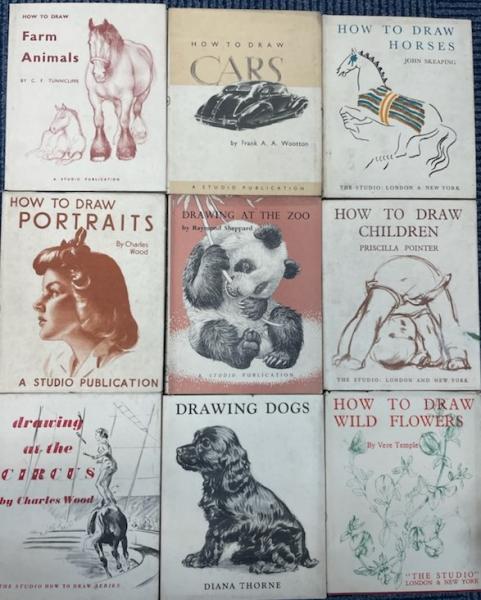 HOW TO DRAW
Farm
Animals
BY C. F. TUNNICLIFFE
A STUDIO PUBLICATION
HOW TO DRAW
CARS
by Frank A. A. Wootton
A STUDIO PUBLICATION
HOW TO DRAW
HORSES
JOHN SKEAPING
THE STUDIO: LONDON & NEW YORK
HOW TO DRAW
PORTRAITS
By Charles
Wood
A STUDIO PUBLICATION
DRAWING AT THE ZOO
by Raymond Sheppard
A STUDIO PUBLICATION
HOW TO DRAW
CHILDREN
PRISCILLA POINTER
THE STUDIO: LONDON AND NEW YORK
drawing
at the
CIRCUS
by Charles Wood
THE STUDIO HOW TO DRAW SERIES
DRAWING DOGS
DIANA THORNE
HOW TO DRAW
WILD FLOWERS
By Vere Temple
"THE STUDIO"
LONDON & NEW YORK